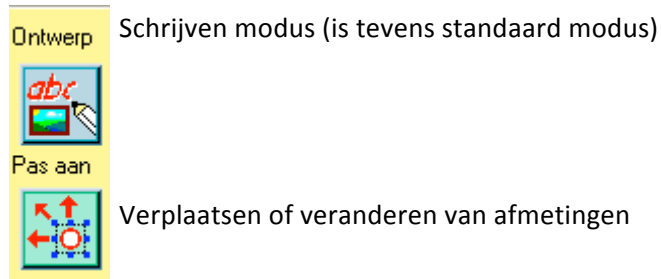 Ontwerp
Schrijven modus (is tevens standaard modus)
abc
Pas aan
Verplaatsen of veranderen van afmetingen